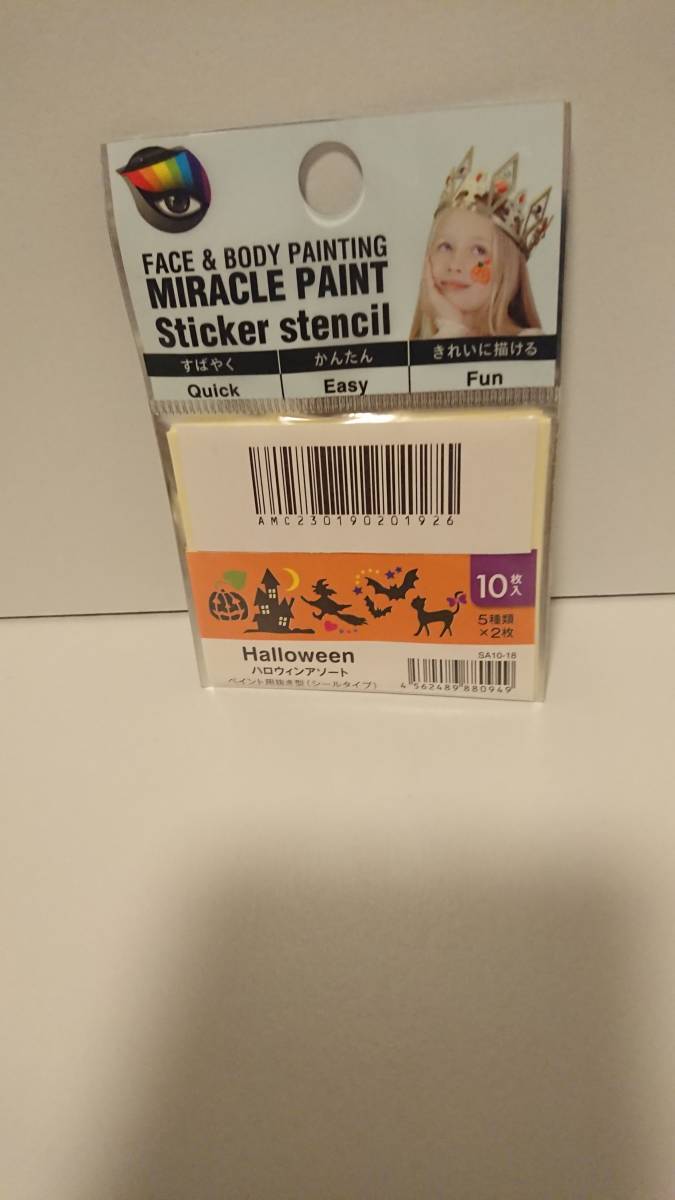 FACE & BODY PAINTING
MIRACLE PAINT
Sticker stencil
すばやく かんたん きれいに描ける
Quick Easy Fun
AMC230190201926
10枚入
5種類
×2枚
Halloween
SA10-18
ハロウィンアソート
ペイント用抜き型(シールタイプ)
4 562489 880949